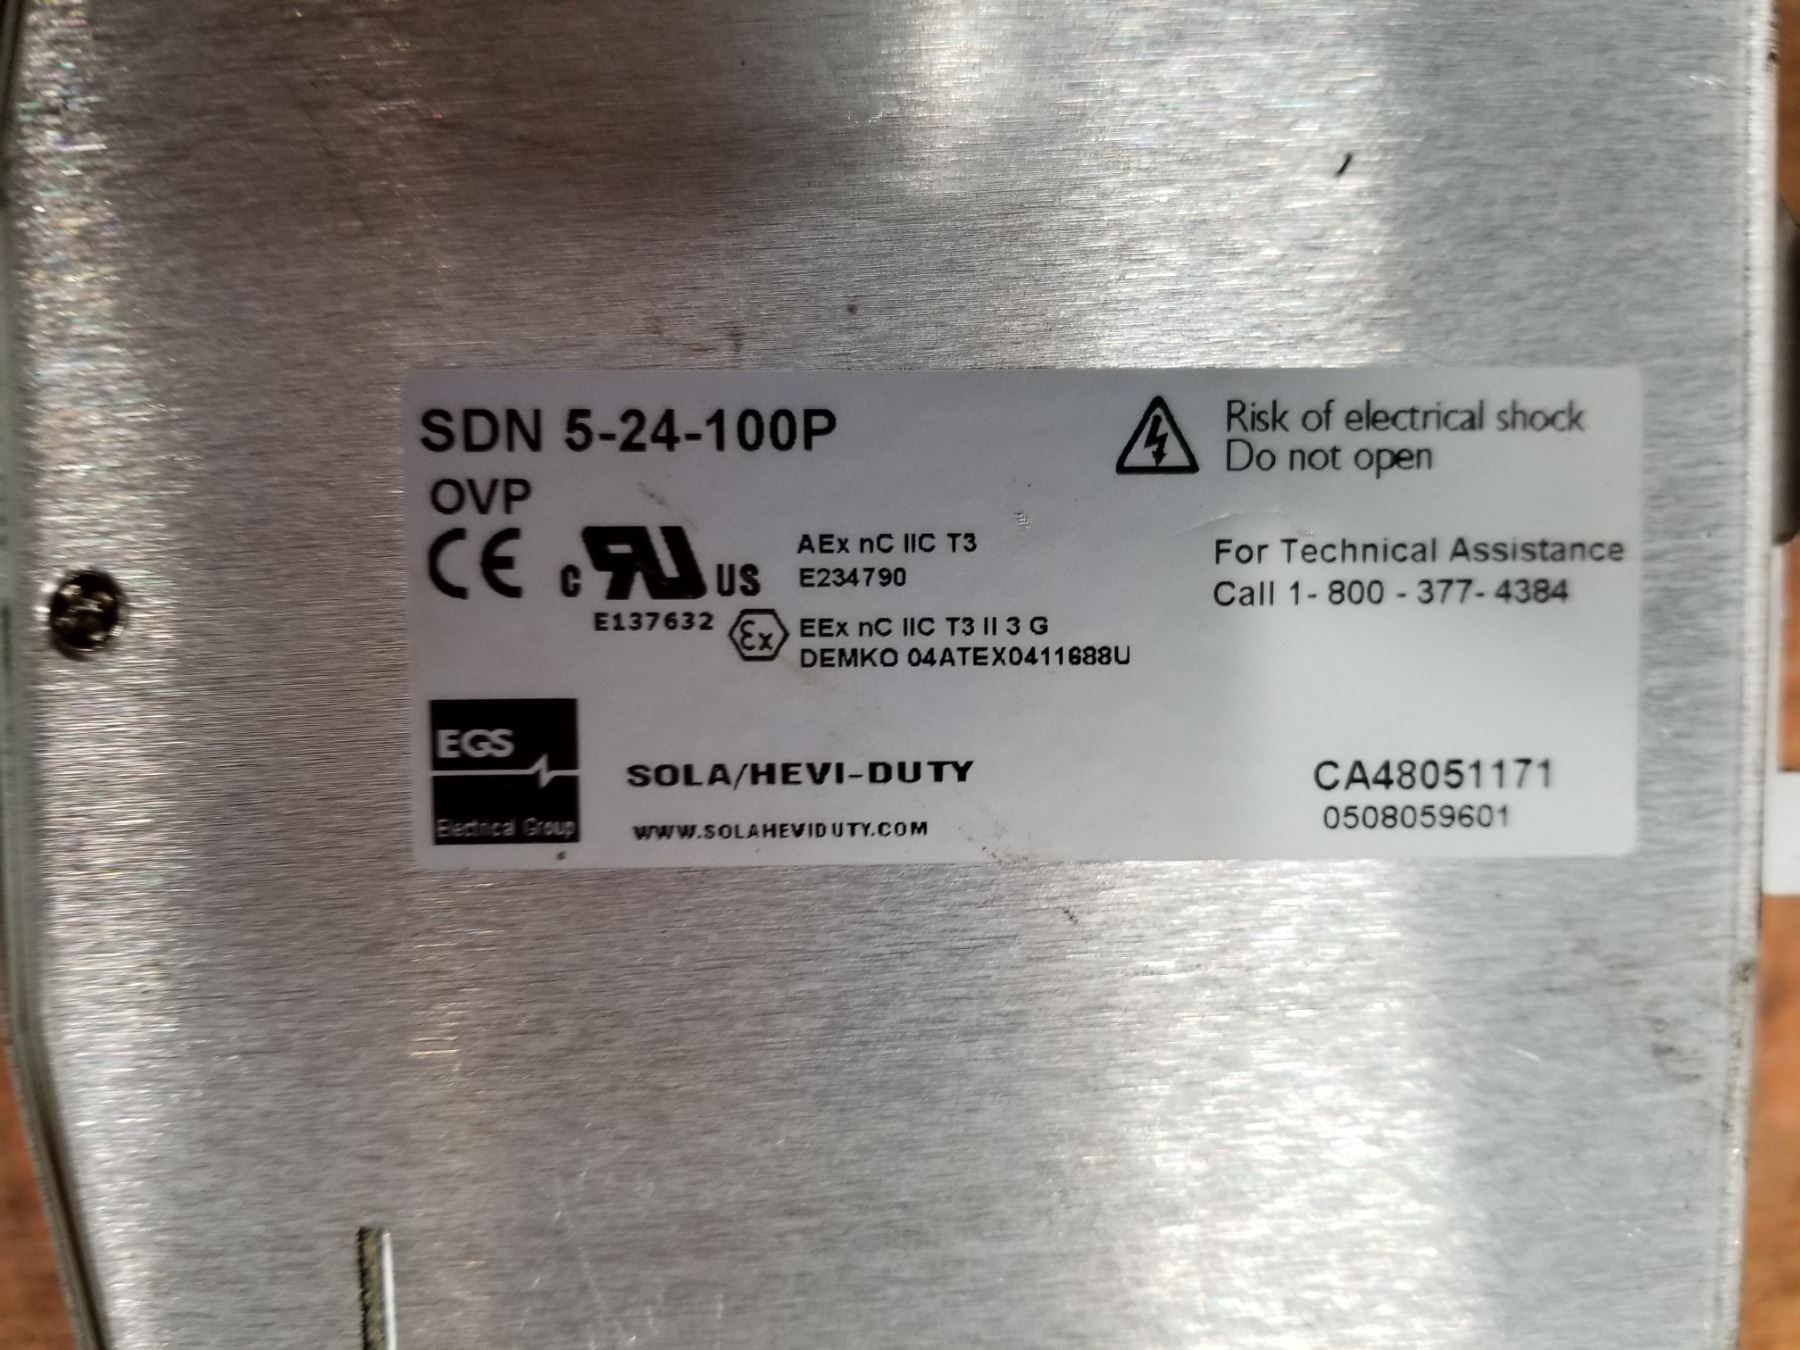 SDN 5-24-100P
OVP
CE
c RU US
E137632
AEx nC IIC T3
E234790
Ex
EEx nC IIC T3 II 3 G
DEMKO 04ATEX0411688U
Risk of electrical shock
Do not open
For Technical Assistance
Call 1-800-377-4384
EGS
Electrical Group
SOLA/HEVI-DUTY
WWW.SOLAHEVIDUTY.COM
CA48051171
0508059601